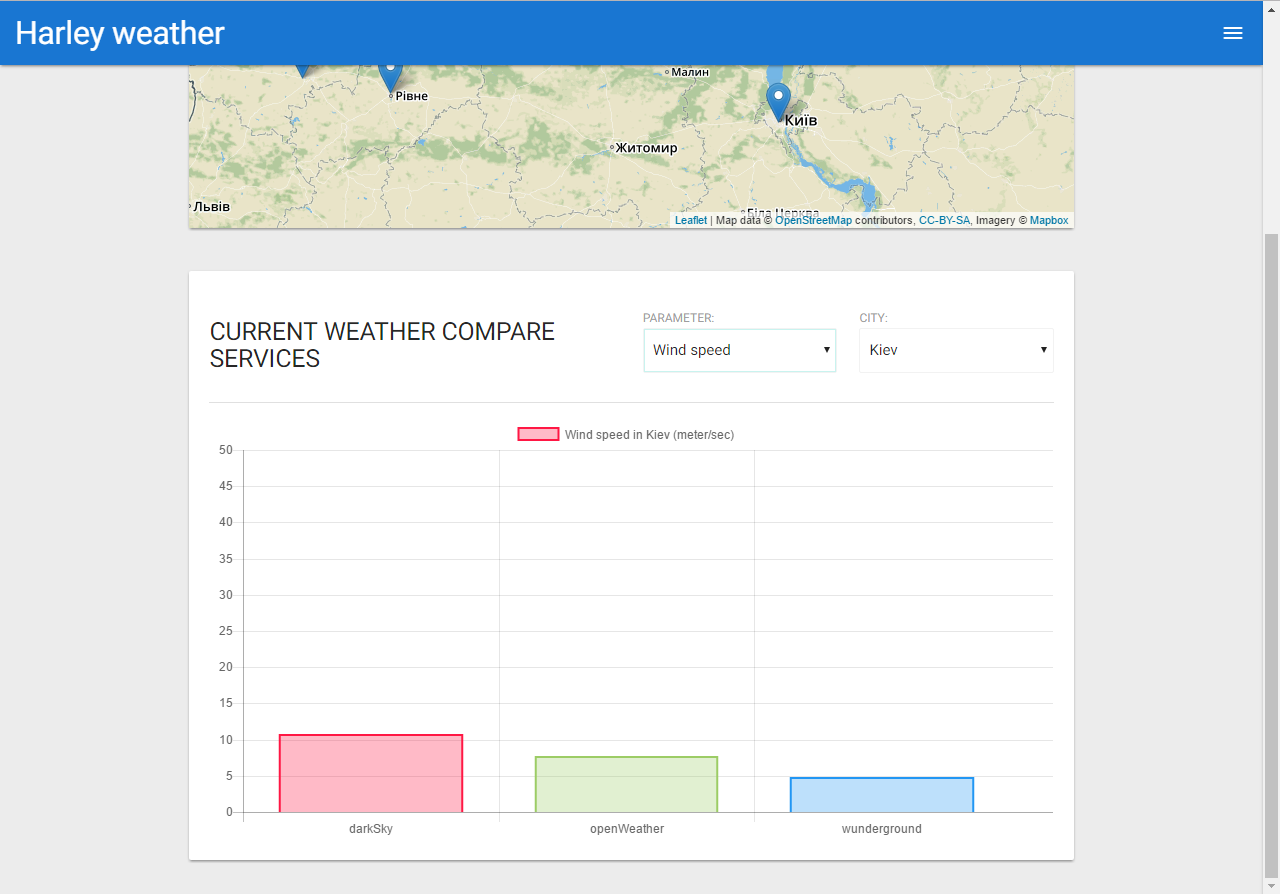 Harley weather
Малин
Рівне
Київ
Житомир
Львів
Біла Церква
Leaflet | Map data © OpenStreetMap contributors, CC-BY-SA, Imagery © Mapbox
CURRENT WEATHER COMPARE
SERVICES
PARAMETER:
Wind speed
CITY:
Kiev
Wind speed in Kiev (meter/sec)
50
45
40
35
30
25
20
15
10
5
0
darkSky
openWeather
wunderground